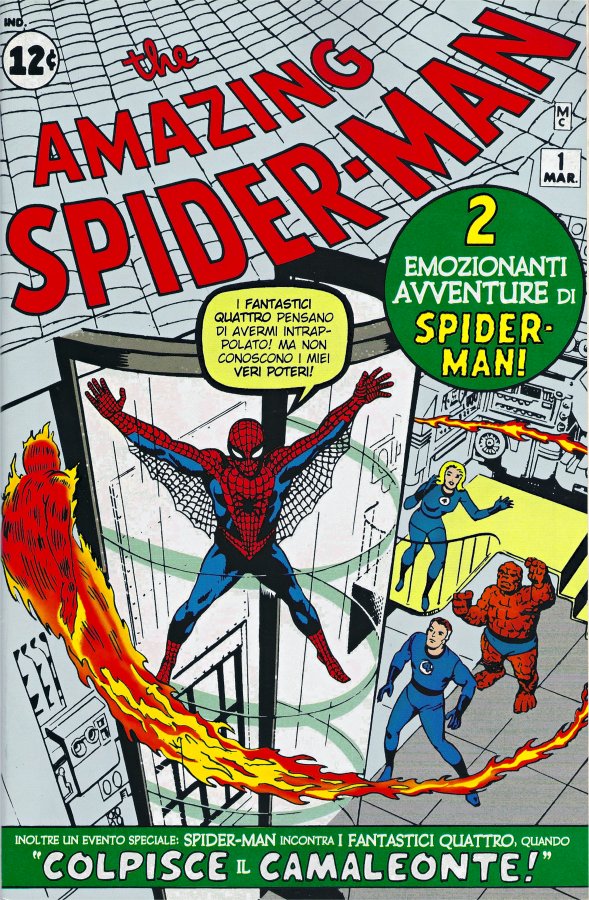 IND.
12¢
the
AMAZING
SPIDER-MAN
MC
1
MAR.
2
EMOZIONANTI
AVVENTURE DI
SPIDER-
MAN!
I FANTASTICI
QUATTRO PENSANO
DI AVERMI INTRAP-
POLATO! MA NON
CONOSCONO I MIEI
VERI POTERI!
4
INOLTRE UN EVENTO SPECIALE: SPIDER-MAN INCONTRA I FANTASTICI QUATTRO, QUANDO
"COLPISCE IL CAMALEONTE!"